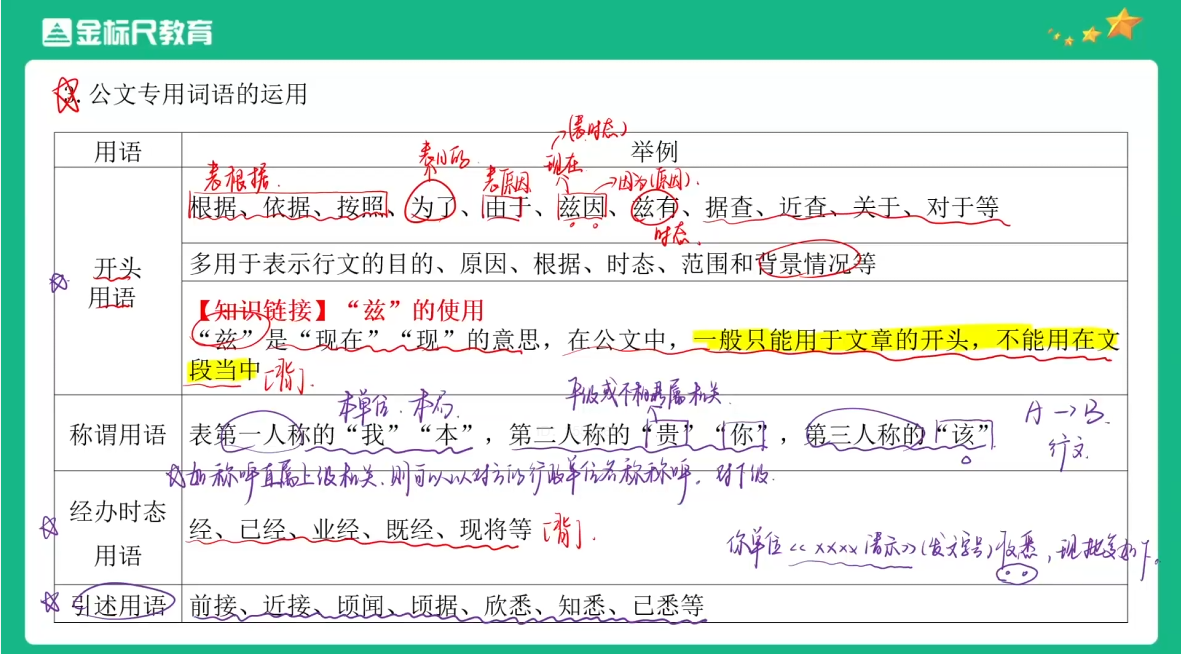 金标尺教育
3. 公文专用词语的运用
(表时态)
用语 举例
表根据. 表目的. 表原因 现在 因为(原因).
根据、依据、按照、为了、由于、兹因、兹有、据查、近查、关于、对于等
时态.
开头
用语
多用于表示行文的目的、原因、根据、时态、范围和背景情况等
【知识链接】“兹”的使用
“兹”是“现在”“现”的意思,在公文中,一般只能用于文章的开头,不能用在文
段当中[背].
本单位.本局. 平级或不相隶属机关.
称谓用语 表第一人称的“我”“本”,第二人称的“贵”“你”,第三人称的“该”
A→B.
行文
如称呼直属上级机关、则可以以对方的行政单位名称称呼. 对下级.
经办时态
用语
经、已经、业经、既经、现将等 [背].
你单位《××××请示》(发文字号)收悉,现批复如下。
引述用语 前接、近接、顷闻、顷据、欣悉、知悉、已悉等